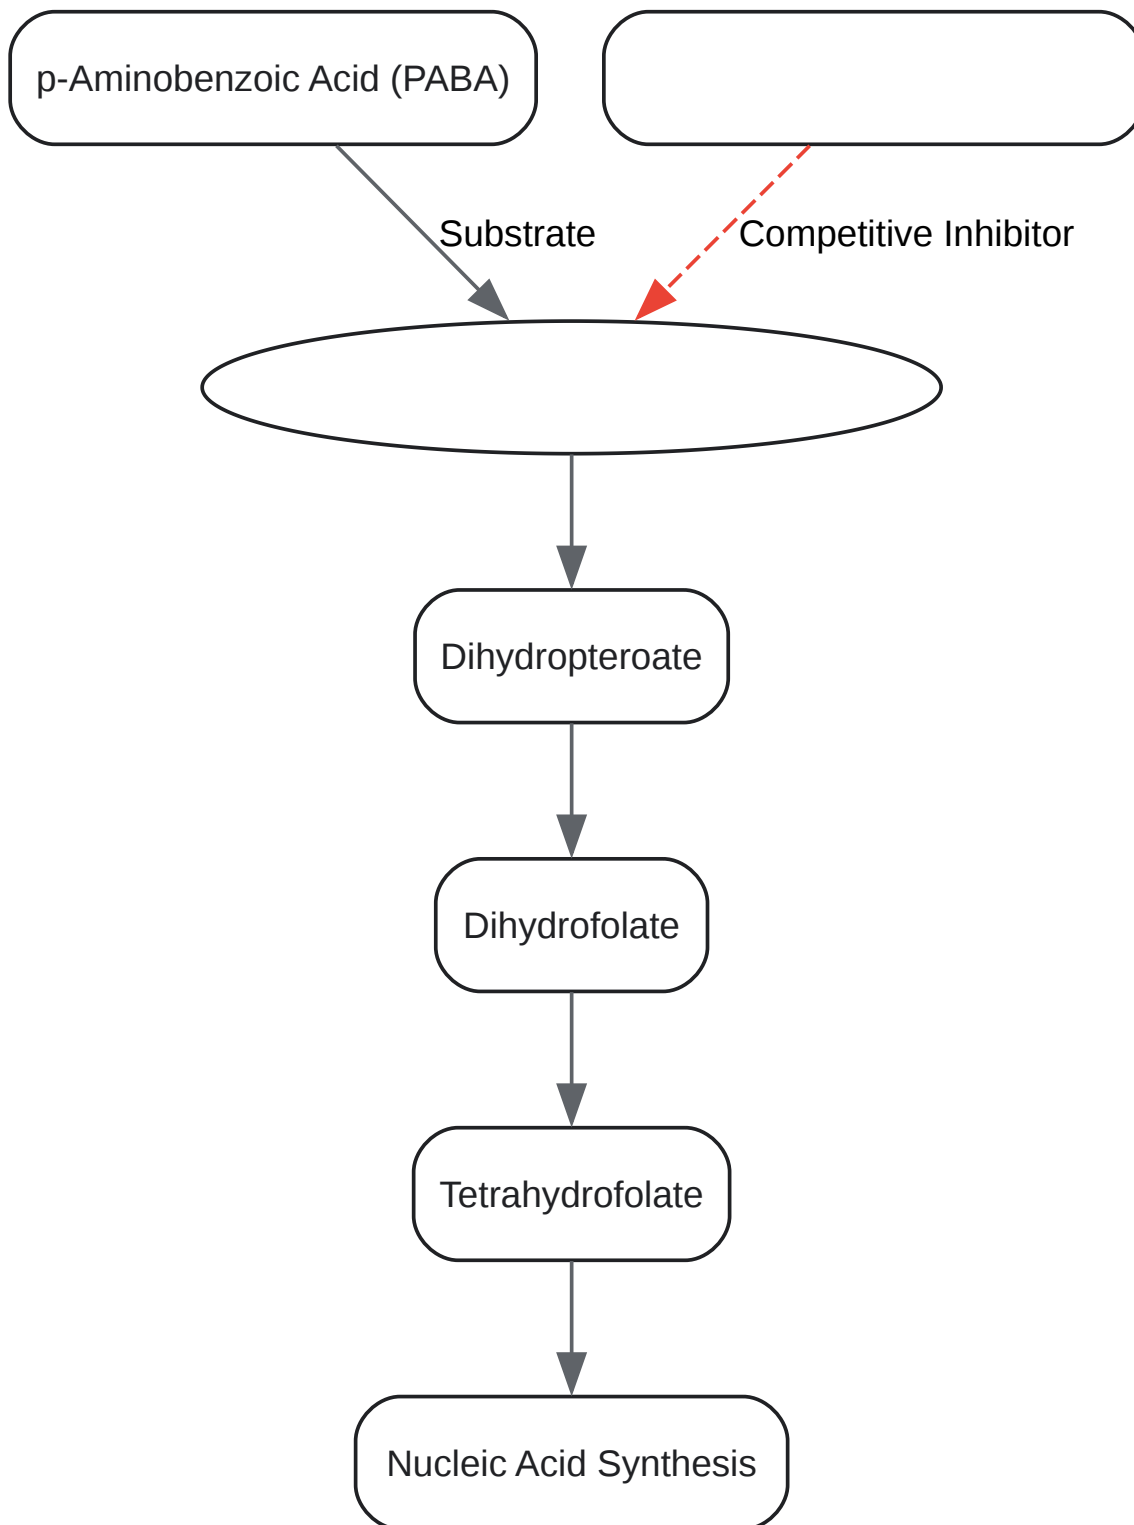 p-Aminobenzoic Acid (PABA)
Substrate
Competitive Inhibitor
Dihydropteroate
Dihydrofolate
Tetrahydrofolate
Nucleic Acid Synthesis